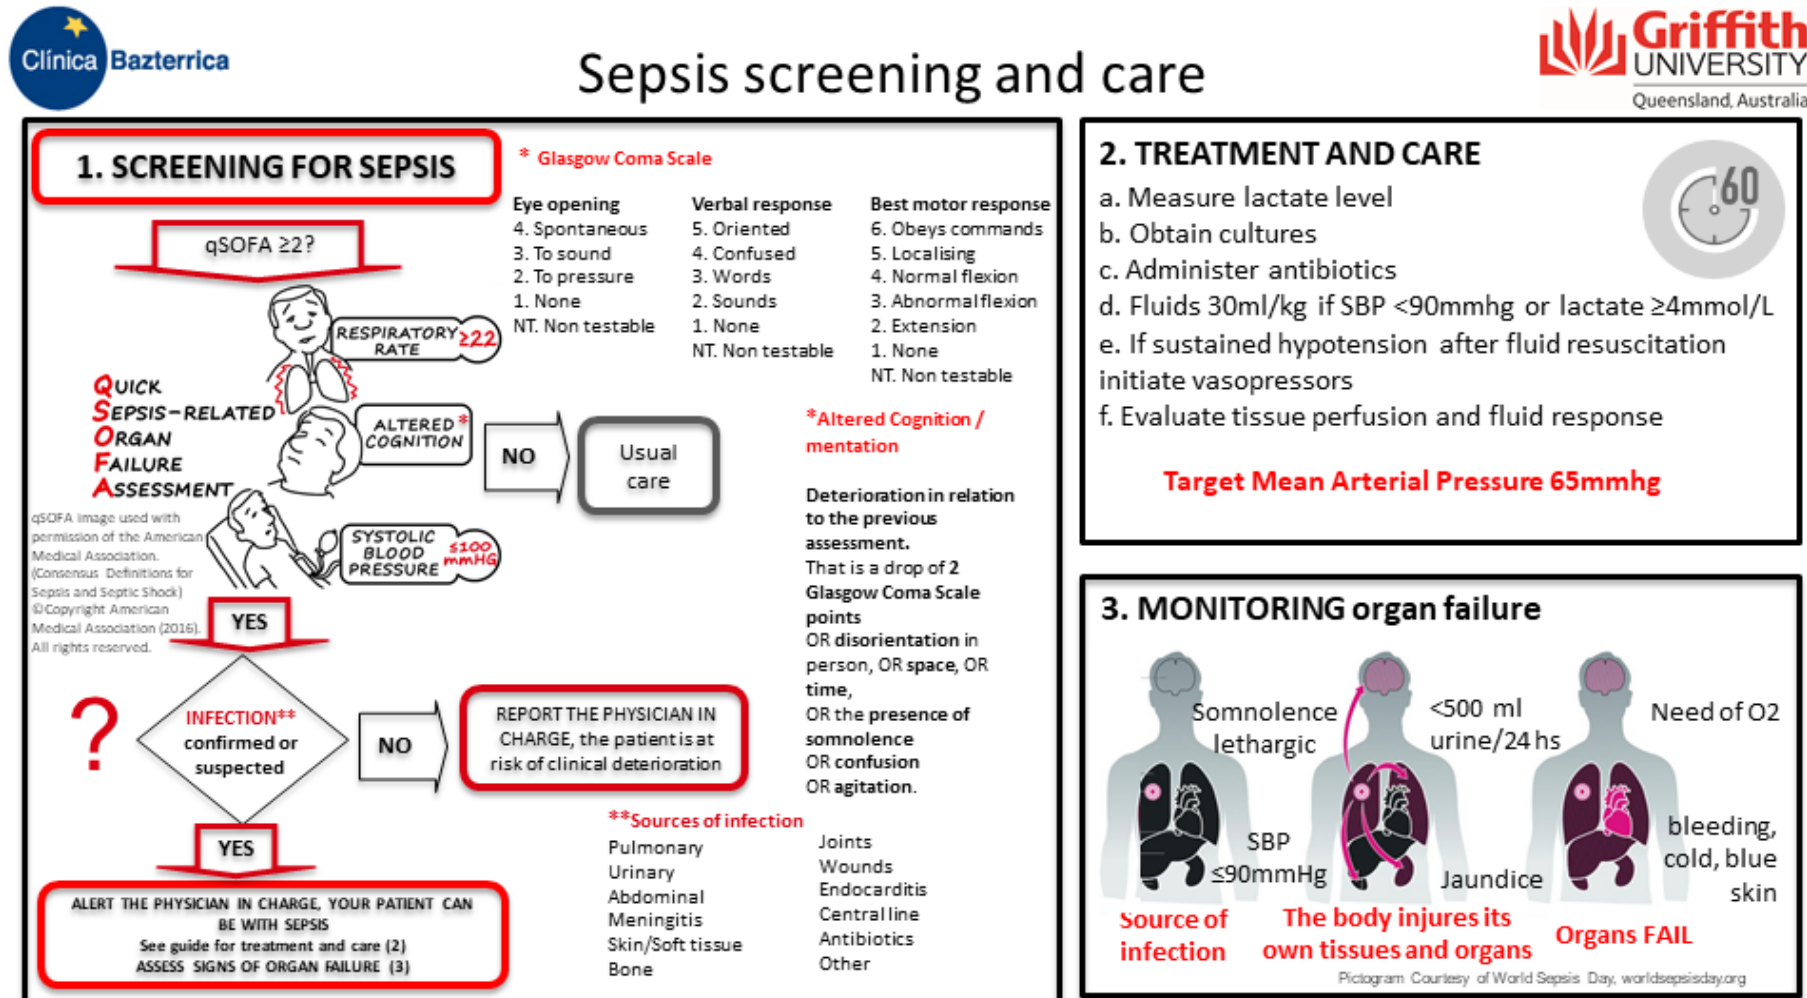 Clínica Bazterrica
Sepsis screening and care
Griffith
UNIVERSITY
Queensland, Australia
1. SCREENING FOR SEPSIS
qSOFA ≥2?
RESPIRATORY
RATE
≥22
QUICK
SEPSIS-RELATED
ORGAN
FAILURE
ASSESSMENT
ALTERED*
COGNITION
SYSTOLIC
BLOOD
PRESSURE
≤100
mmHG
qSOFA image used with
permission of the American
Medical Association.
(Consensus Definitions for
Sepsis and Septic Shock)
©Copyright American
Medical Association (2016).
All rights reserved.
NO
Usual
care
YES
?
INFECTION**
confirmed or
suspected
NO
REPORT THE PHYSICIAN IN
CHARGE, the patient is at
risk of clinical deterioration
YES
ALERT THE PHYSICIAN IN CHARGE, YOUR PATIENT CAN
BE WITH SEPSIS
See guide for treatment and care (2)
ASSESS SIGNS OF ORGAN FAILURE (3)
* Glasgow Coma Scale
Eye opening
4. Spontaneous
3. To sound
2. To pressure
1. None
NT. Non testable
Verbal response
5. Oriented
4. Confused
3. Words
2. Sounds
1. None
NT. Non testable
Best motor response
6. Obeys commands
5. Localising
4. Normal flexion
3. Abnormal flexion
2. Extension
1. None
NT. Non testable
*Altered Cognition /
mentation
Deterioration in relation
to the previous
assessment.
That is a drop of 2
Glasgow Coma Scale
points
OR disorientation in
person, OR space, OR
time,
OR the presence of
somnolence
OR confusion
OR agitation.
**Sources of infection
Pulmonary
Urinary
Abdominal
Meningitis
Skin/Soft tissue
Bone
Joints
Wounds
Endocarditis
Central line
Antibiotics
Other
2. TREATMENT AND CARE
60
a. Measure lactate level
b. Obtain cultures
c. Administer antibiotics
d. Fluids 30ml/kg if SBP <90mmhg or lactate ≥4mmol/L
e. If sustained hypotension after fluid resuscitation
initiate vasopressors
f. Evaluate tissue perfusion and fluid response
Target Mean Arterial Pressure 65mmhg
3. MONITORING organ failure
Somnolence
lethargic
SBP
≤90mmHg
<500 ml
urine/24 hs
Jaundice
Need of O2
bleeding,
cold, blue
skin
Source of
infection
The body injures its
own tissues and organs
Organs FAIL
Pictogram Courtesy of World Sepsis Day, worldsepsisday.org